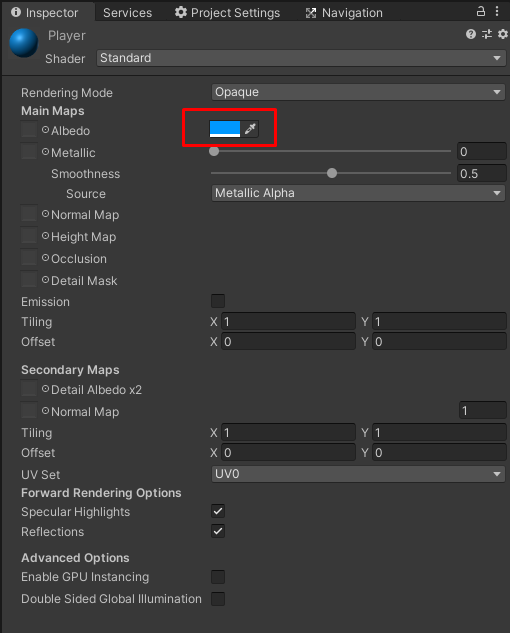 Inspector Services Project Settings Navigation
Player
Shader Standard
Rendering Mode Opaque
Main Maps
Albedo
Metallic 0
Smoothness 0.5
Source Metallic Alpha
Normal Map
Height Map
Occlusion
Detail Mask
Emission
Tiling X 1 Y 1
Offset X 0 Y 0
Secondary Maps
Detail Albedo x2
Normal Map 1
Tiling X 1 Y 1
Offset X 0 Y 0
UV Set UV0
Forward Rendering Options
Specular Highlights
Reflections
Advanced Options
Enable GPU Instancing
Double Sided Global Illumination